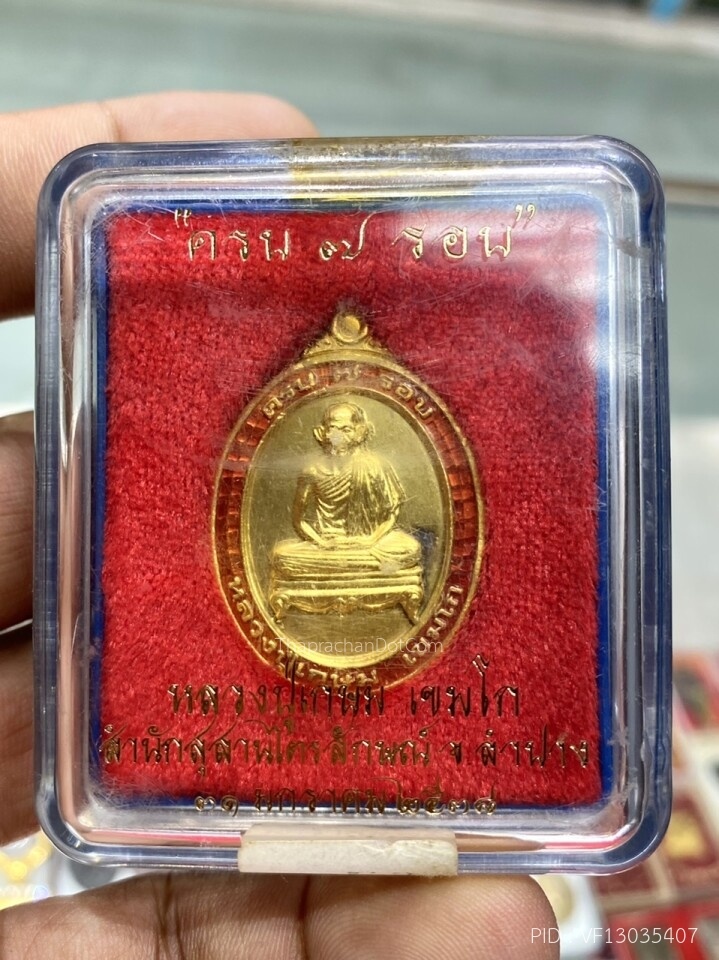 "ครบ ๗ รอบ"
ครบ ๗ รอบ
หลวงปู่เกษม เขมโก
ThaprachanDotCom
หลวงปู่เกษม เขมโก
สำนักสุสานไตรลักษณ์ จ.ลำปาง
๓๑ มกราคม ๒๕๓๘
PID : VF13035407